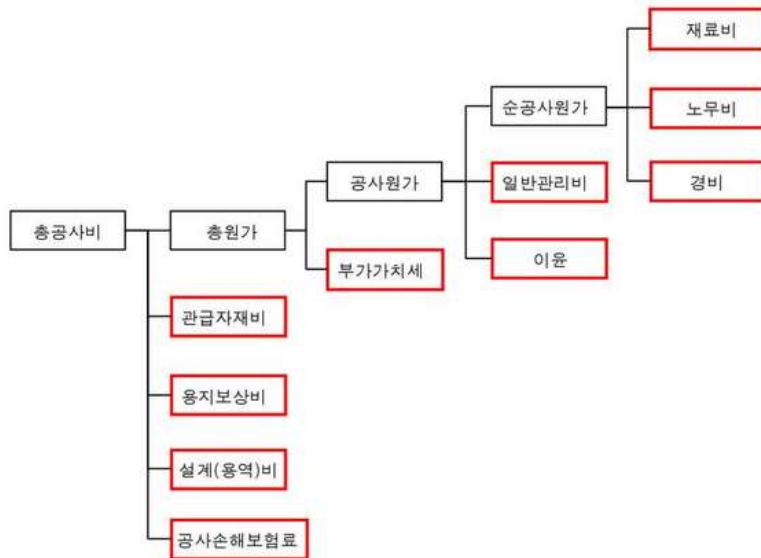 재료비
순공사원가
노무비
공사원가
일반관리비
경비
총공사비
총원가
부가가치세
이윤
관급자재비
용지보상비
설계(용역)비
공사손해보험료